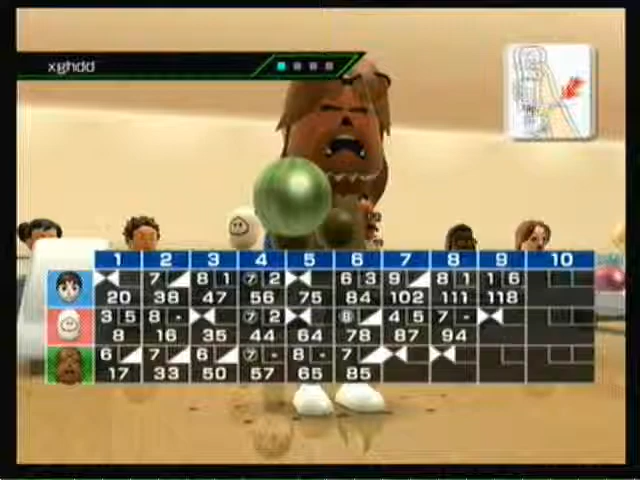 xghdd
1 2 3 4 5 6 7 8 9 10
7 8 1 ⑦ 2 6 3 9 8 1 1 6
20 38 47 56 75 84 102 111 118
3 5 8 - ⑦ 2 ⑧ 4 5 7 -
8 16 35 44 64 78 87 94
6 7 6 ⑦ - 8 - 7
17 33 50 57 65 85